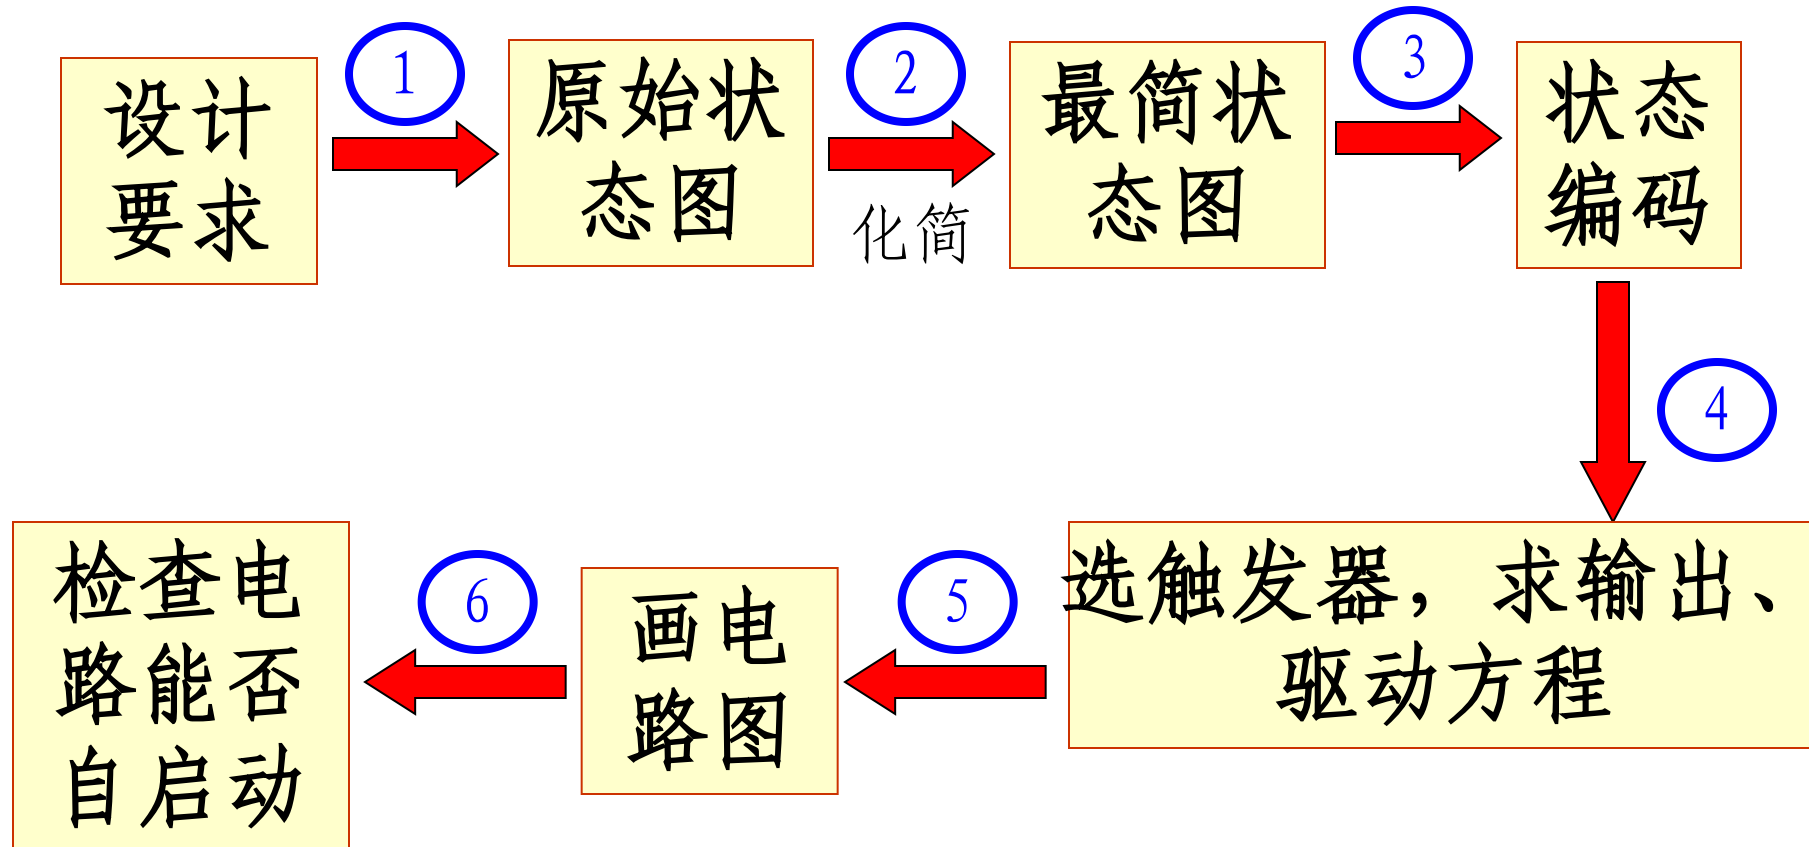 设计
要求
1
原始状
态图
2
化简
最简状
态图
3
状态
编码
4
选触发器，求输出、
驱动方程
5
画电
路图
6
检查电
路能否
自启动